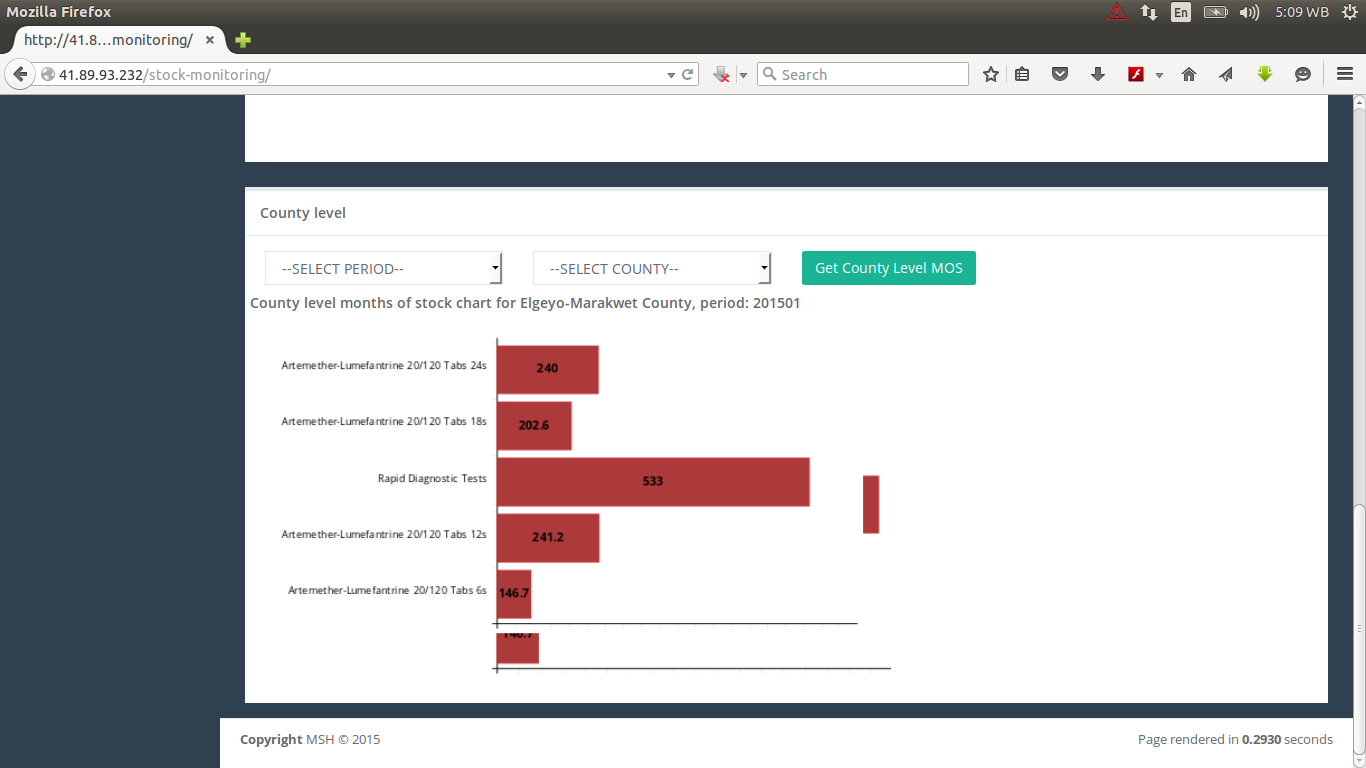 Mozilla Firefox
En
5:09 WB
http://41.8...monitoring/
41.89.93.232/stock-monitoring/
Search
County level
--SELECT PERIOD--
--SELECT COUNTY--
Get County Level MOS
County level months of stock chart for Elgeyo-Marakwet County, period: 201501
Artemether-Lumefantrine 20/120 Tabs 24s
240
Artemether-Lumefantrine 20/120 Tabs 18s
202.6
Rapid Diagnostic Tests
533
Artemether-Lumefantrine 20/120 Tabs 12s
241.2
Artemether-Lumefantrine 20/120 Tabs 6s
146.7
146.7
Copyright MSH © 2015
Page rendered in 0.2930 seconds